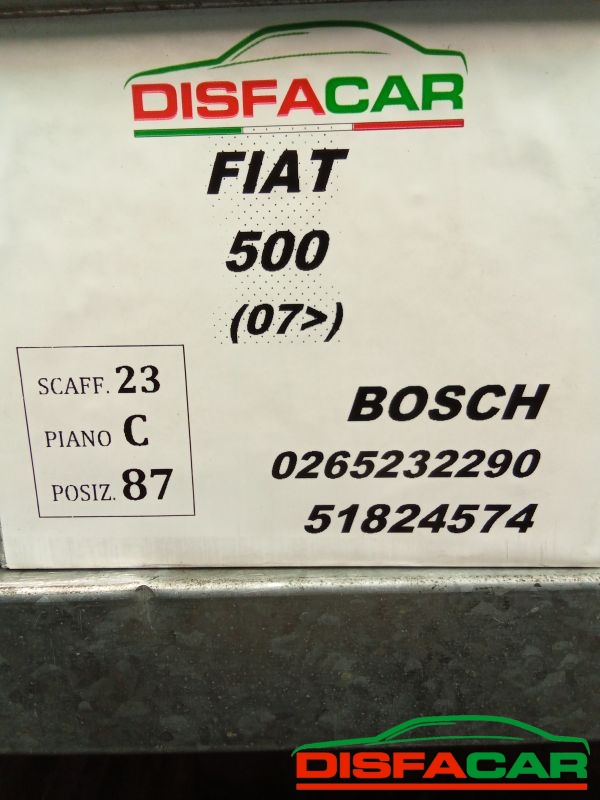 DISFACAR
FIAT
500
(07>)
SCAFF. 23
PIANO C
POSIZ. 87
BOSCH
0265232290
51824574
DISFACAR